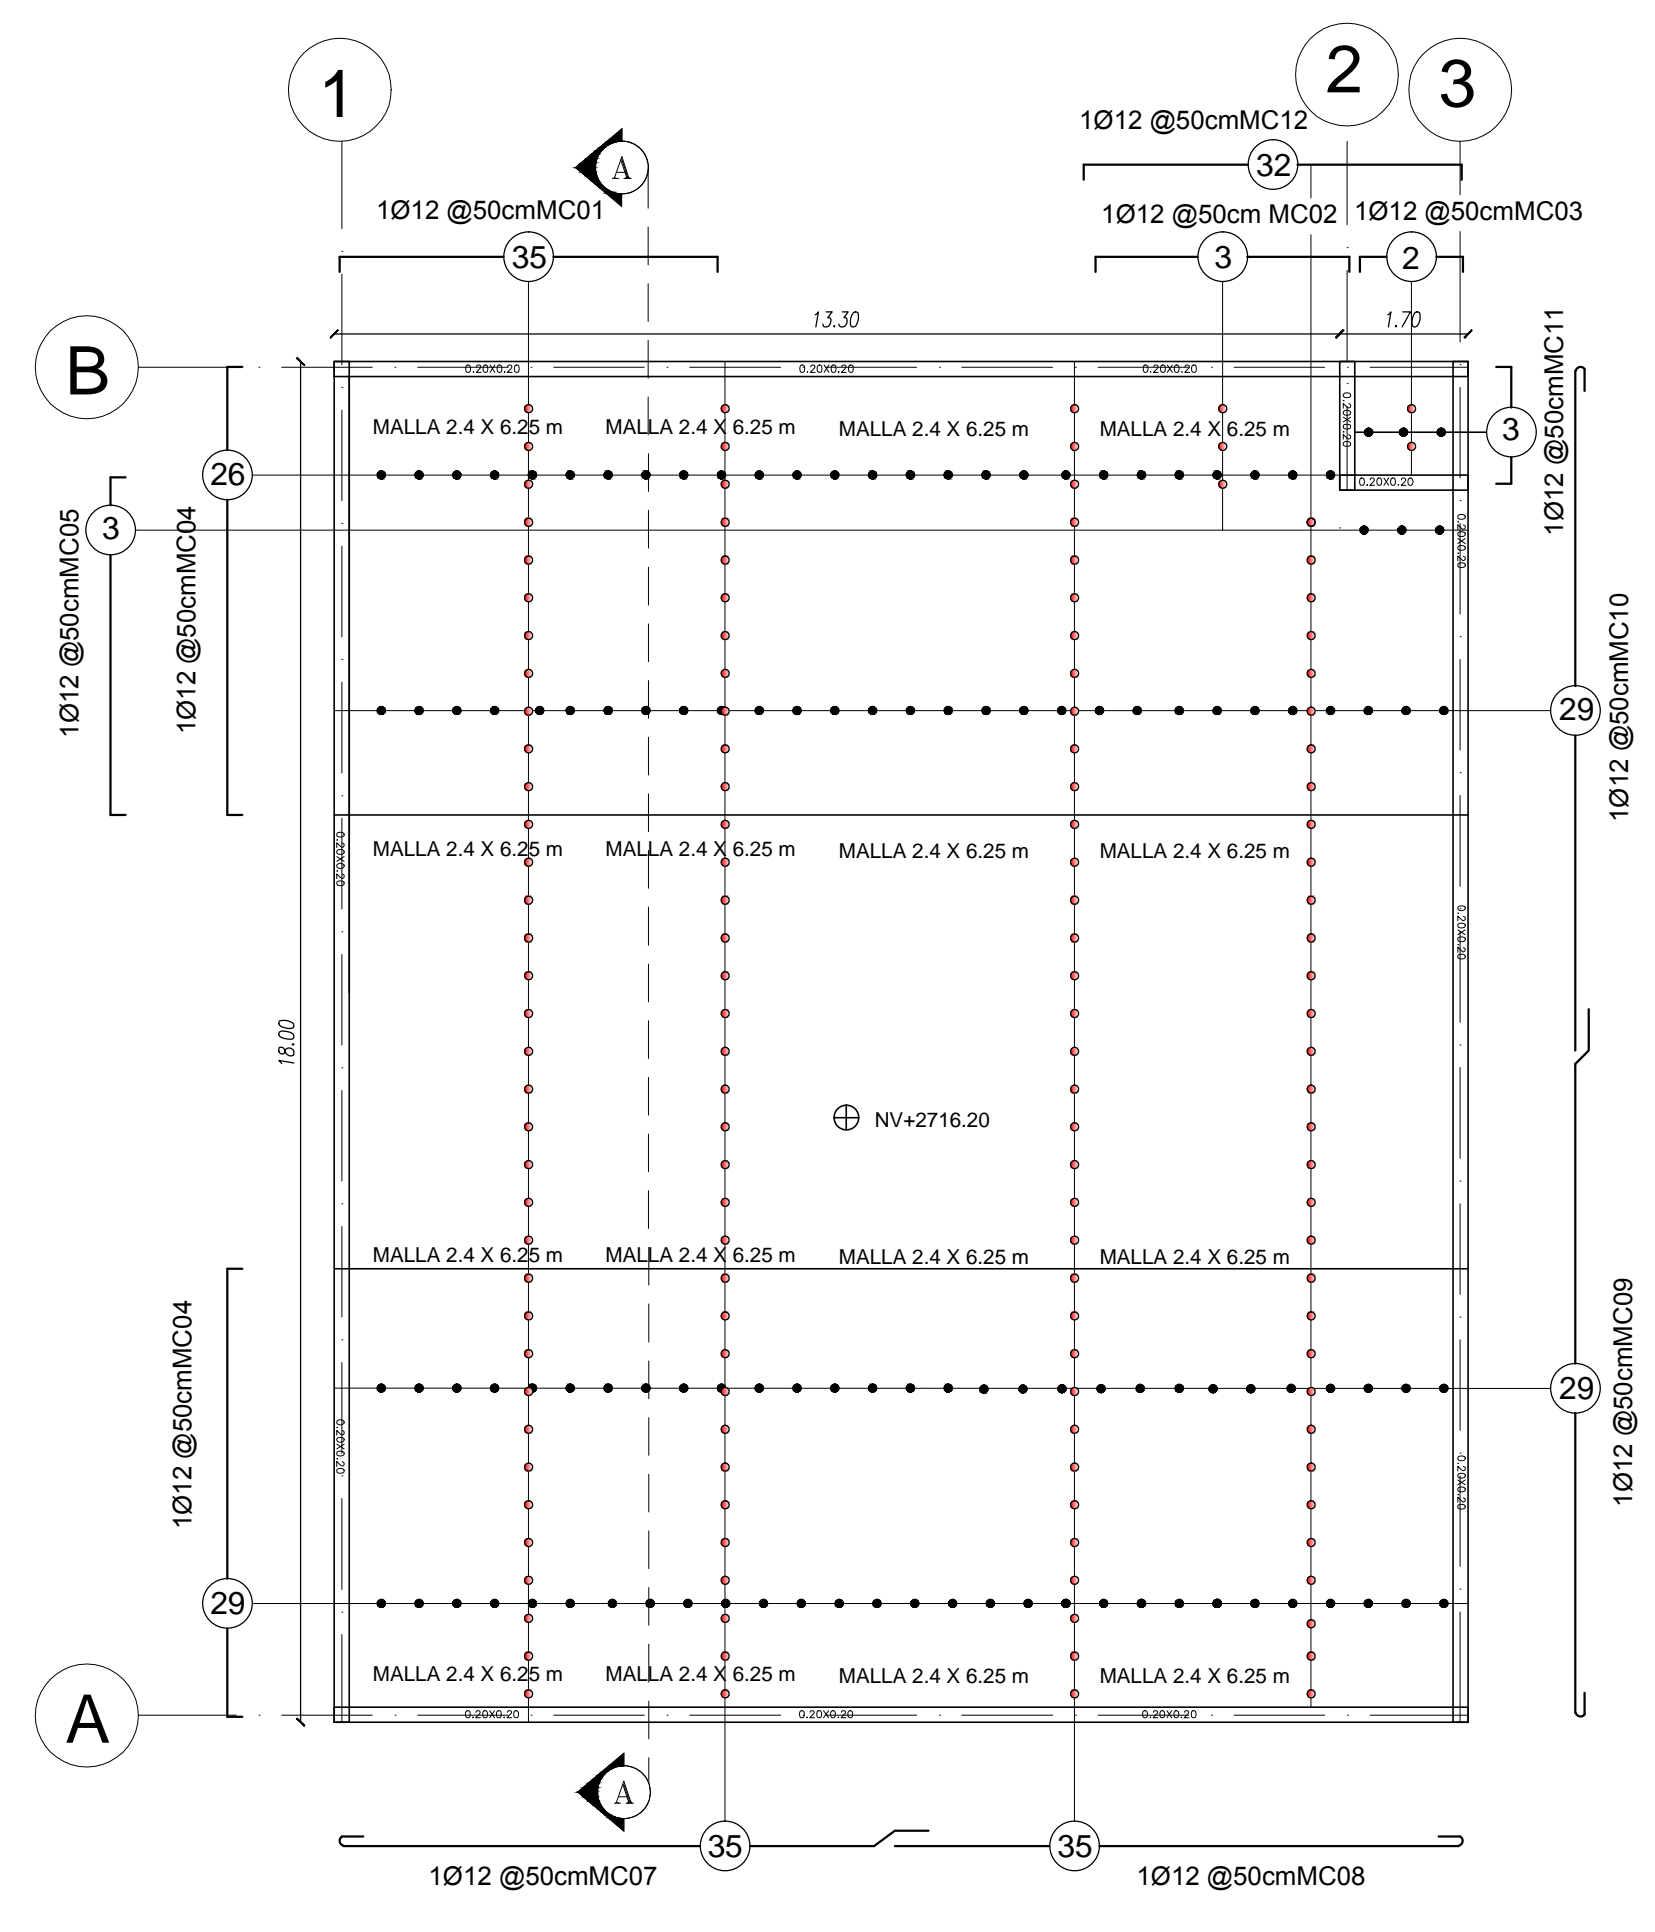 1
2
3
1Ø12 @50cmMC12
32
A
1Ø12 @50cmMC01
1Ø12 @50cm MC02
1Ø12 @50cmMC03
35
3
2
13.30
1.70
B
0.20X0.20
0.20X0.20
0.20X0.20
0.20X0.20
1Ø12 @50cmMC11
MALLA 2.4 X 6.25 m
MALLA 2.4 X 6.25 m
MALLA 2.4 X 6.25 m
MALLA 2.4 X 6.25 m
3
26
0.20X0.20
3
0.20X0.20
1Ø12 @50cmMC05
1Ø12 @50cmMC04
1Ø12 @50cmMC10
29
0.20X0.20
MALLA 2.4 X 6.25 m
MALLA 2.4 X 6.25 m
MALLA 2.4 X 6.25 m
MALLA 2.4 X 6.25 m
0.20X0.20
18.00
NV+2716.20
MALLA 2.4 X 6.25 m
MALLA 2.4 X 6.25 m
MALLA 2.4 X 6.25 m
MALLA 2.4 X 6.25 m
1Ø12 @50cmMC04
29
1Ø12 @50cmMC09
0.20X0.20
0.20X0.20
29
MALLA 2.4 X 6.25 m
MALLA 2.4 X 6.25 m
MALLA 2.4 X 6.25 m
MALLA 2.4 X 6.25 m
A
0.20X0.20
0.20X0.20
0.20X0.20
A
35
35
1Ø12 @50cmMC07
1Ø12 @50cmMC08